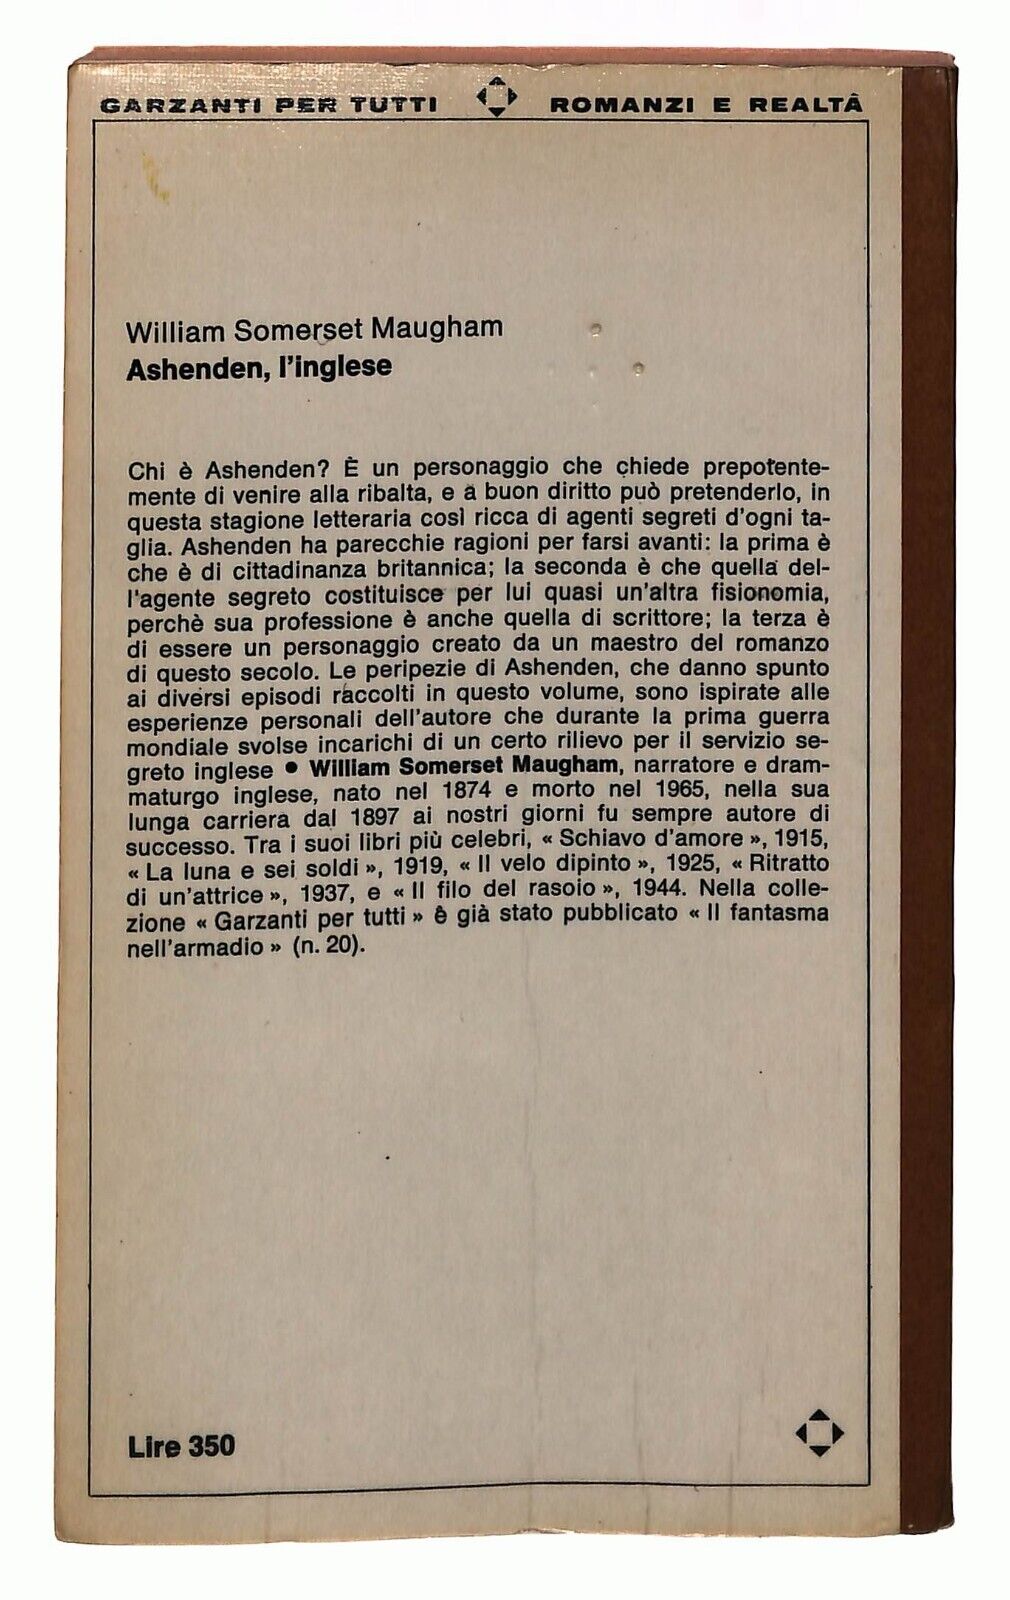 GARZANTI PER TUTTI ROMANZI E REALTÀ
William Somerset Maugham
Ashenden, l'inglese
Chi è Ashenden? È un personaggio che chiede prepotente-
mente di venire alla ribalta, e a buon diritto può pretenderlo, in
questa stagione letteraria così ricca di agenti segreti d'ogni ta-
glia. Ashenden ha parecchie ragioni per farsi avanti: la prima è
che è di cittadinanza britannica; la seconda è che quella del-
l'agente segreto costituisce per lui quasi un'altra fisionomia,
perchè sua professione è anche quella di scrittore; la terza è
di essere un personaggio creato da un maestro del romanzo
di questo secolo. Le peripezie di Ashenden, che danno spunto
ai diversi episodi raccolti in questo volume, sono ispirate alle
esperienze personali dell'autore che durante la prima guerra
mondiale svolse incarichi di un certo rilievo per il servizio se-
greto inglese • William Somerset Maugham, narratore e dram-
maturgo inglese, nato nel 1874 e morto nel 1965, nella sua
lunga carriera dal 1897 ai nostri giorni fu sempre autore di
successo. Tra i suoi libri più celebri, « Schiavo d'amore », 1915,
« La luna e sei soldi », 1919, « Il velo dipinto », 1925, « Ritratto
di un'attrice », 1937, e « Il filo del rasoio », 1944. Nella colle-
zione « Garzanti per tutti » è già stato pubblicato « Il fantasma
nell'armadio » (n. 20).
Lire 350